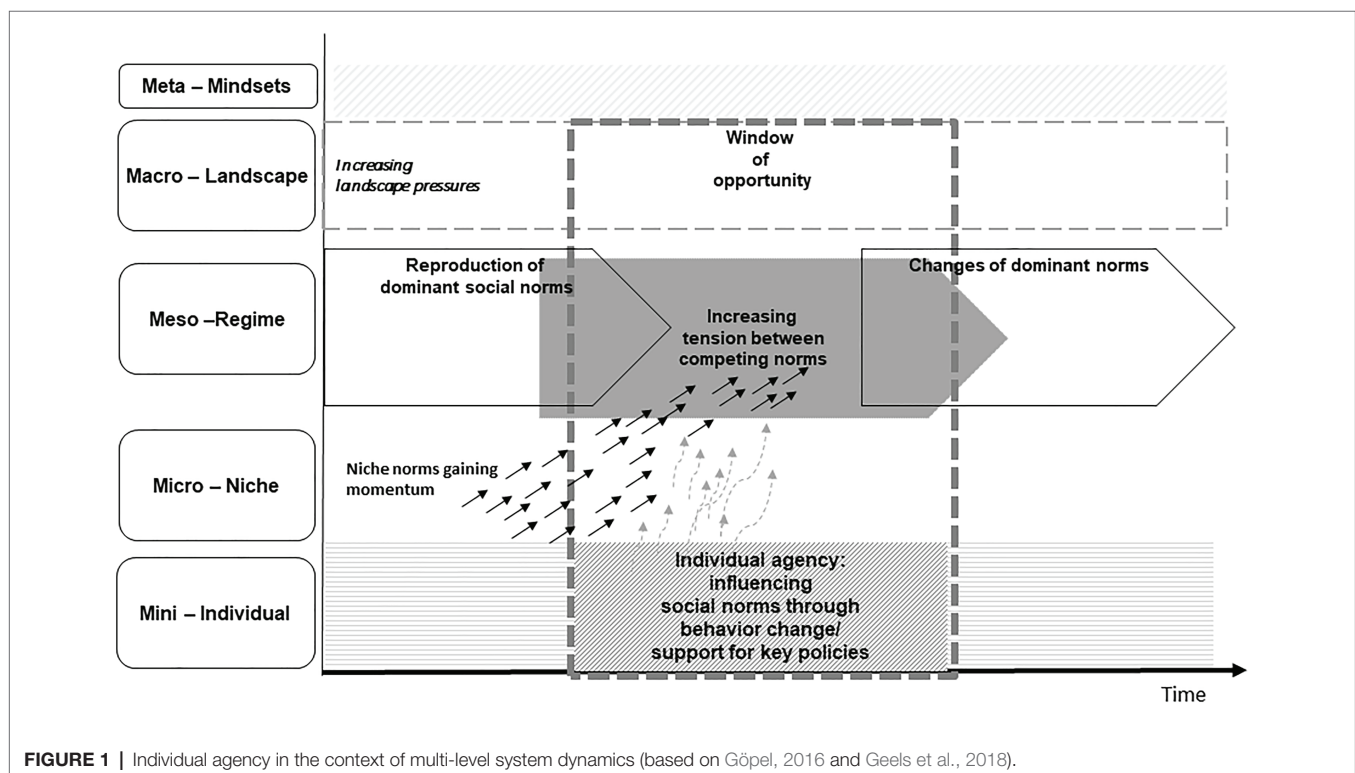 Meta – Mindsets
Macro – Landscape
Increasing
landscape pressures
Window
of
opportunity
Meso –Regime
Reproduction of
dominant social norms
Increasing
tension between
competing norms
Changes of dominant norms
Micro – Niche
Niche norms gaining
momentum
Mini – Individual
Individual agency:
influencing
social norms through
behavior change/
support for key policies
Time
FIGURE 1 | Individual agency in the context of multi-level system dynamics (based on Göpel, 2016 and Geels et al., 2018).